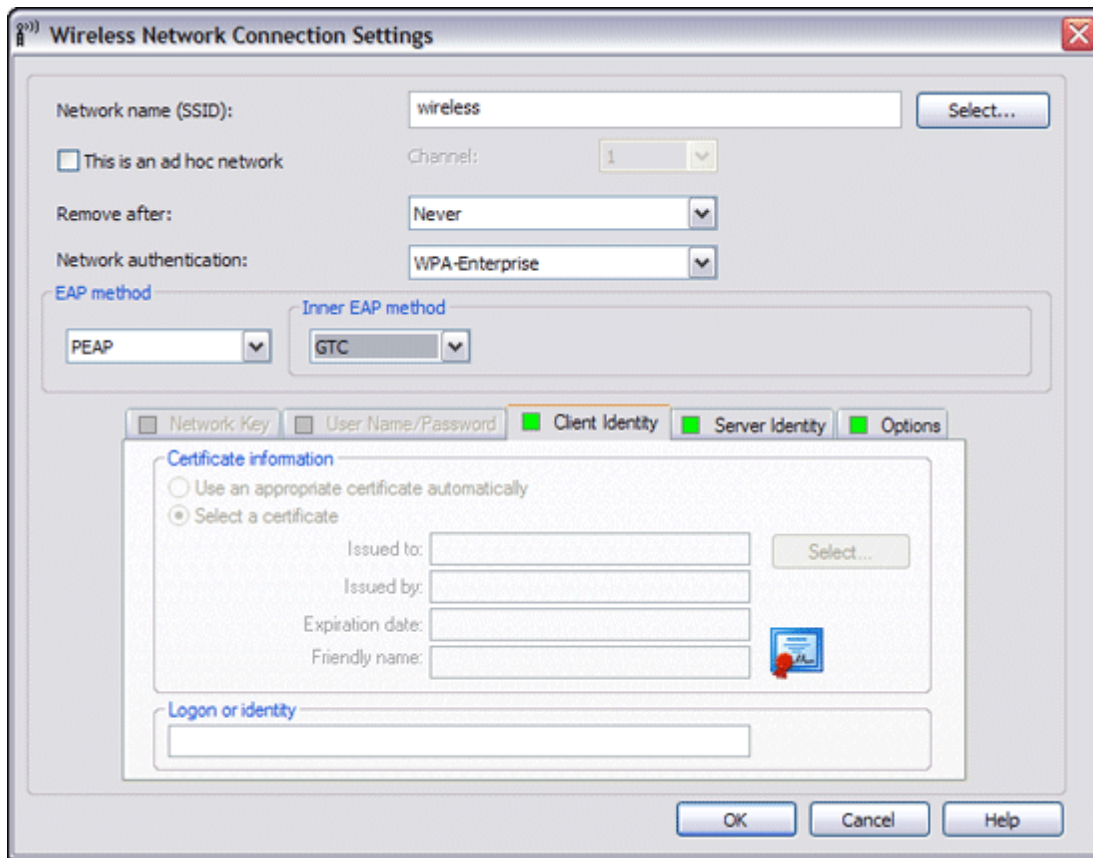 Wireless Network Connection Settings
Network name (SSID): wireless Select...
This is an ad hoc network Channel: 1
Remove after: Never
Network authentication: WPA-Enterprise
EAP method
Inner EAP method
PEAP GTC
Network Key User Name/Password Client Identity Server Identity Options
Certificate information
Use an appropriate certificate automatically
Select a certificate
Issued to: Select...
Issued by:
Expiration date:
Friendly name:
Logon or identity
OK Cancel Help